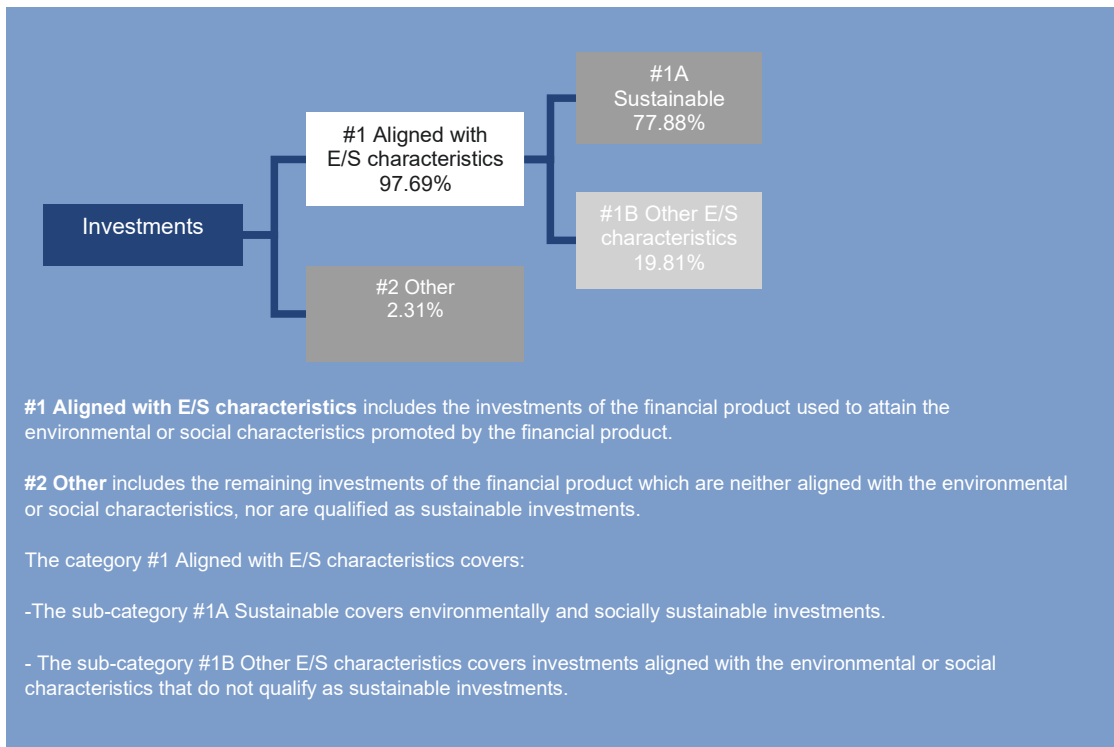 Investments
#1 Aligned with
E/S characteristics
97.69%
#2 Other
2.31%
#1A
Sustainable
77.88%
#1B Other E/S
characteristics
19.81%
#1 Aligned with E/S characteristics includes the investments of the financial product used to attain the
environmental or social characteristics promoted by the financial product.
#2 Other includes the remaining investments of the financial product which are neither aligned with the environmental
or social characteristics, nor are qualified as sustainable investments.
The category #1 Aligned with E/S characteristics covers:
-The sub-category #1A Sustainable covers environmentally and socially sustainable investments.
- The sub-category #1B Other E/S characteristics covers investments aligned with the environmental or social
characteristics that do not qualify as sustainable investments.